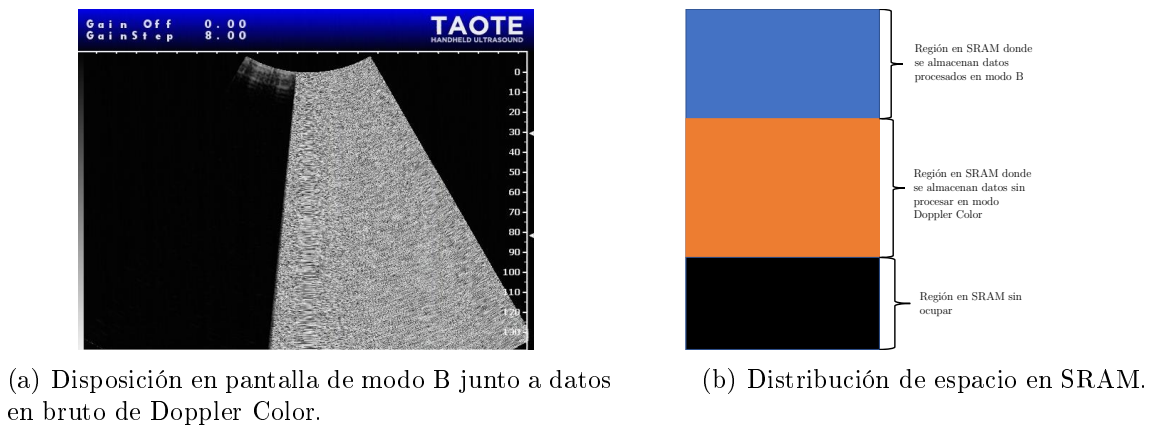 Gain Off 0.00
GainStep 8.00
TAOTE
HANDHELD ULTRASOUND
0
10
20
30
40
50
60
70
80
90
100
110
120
130
Región en SRAM donde
se almacenan datos
procesados en modo B
Región en SRAM donde
se almacenan datos sin
procesar en modo
Doppler Color
Región en SRAM sin
ocupar
(a) Disposición en pantalla de modo B junto a datos
en bruto de Doppler Color.
(b) Distribución de espacio en SRAM.